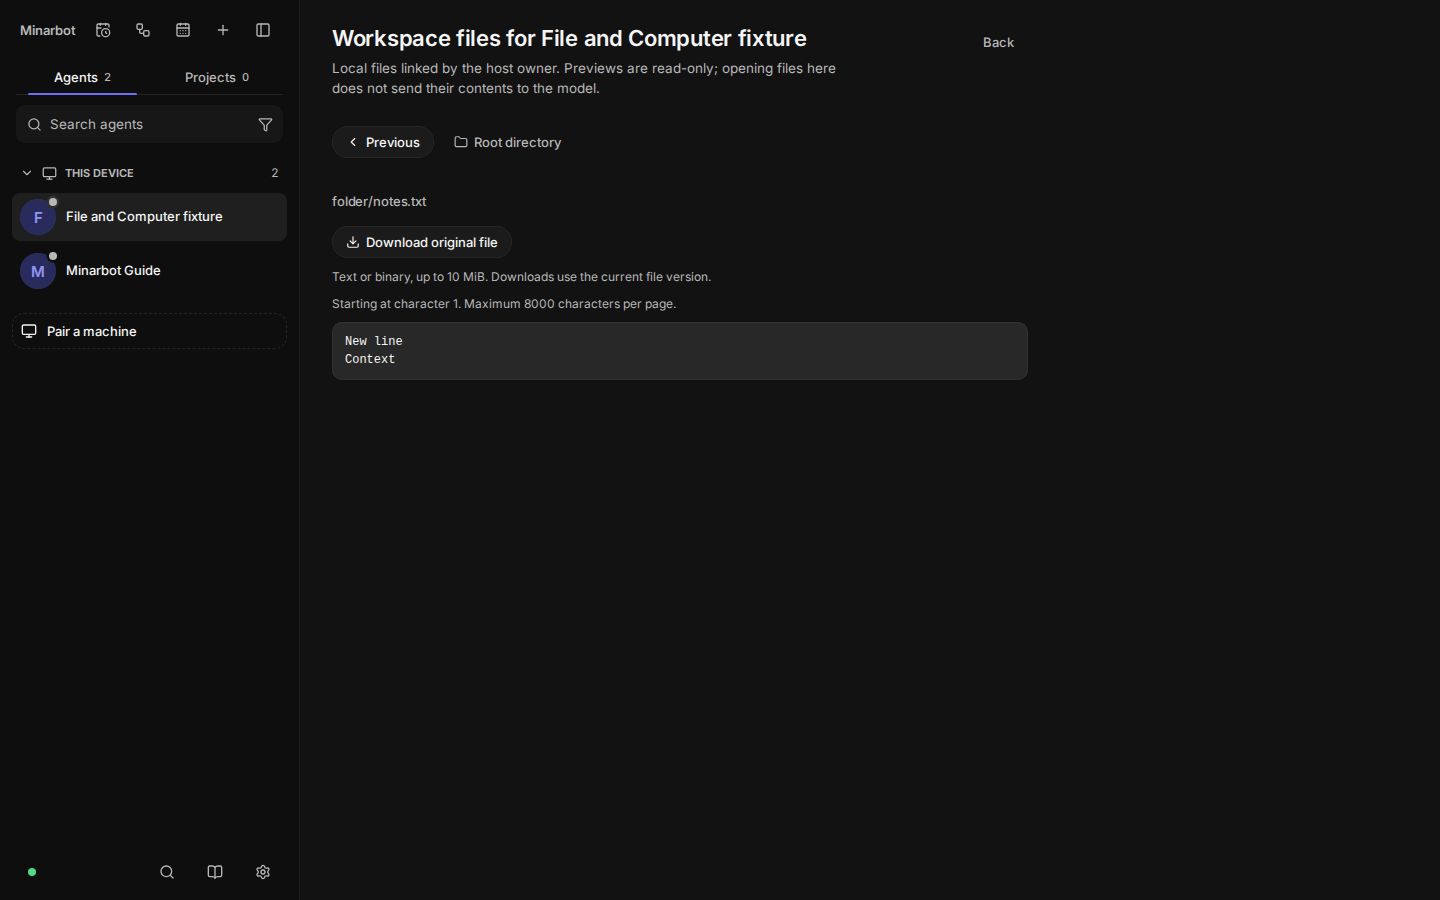 Minarbot
Agents 2
Projects 0
Search agents
THIS DEVICE 2
F File and Computer fixture
M Minarbot Guide
Pair a machine
Workspace files for File and Computer fixture
Back
Local files linked by the host owner. Previews are read-only; opening files here
does not send their contents to the model.
Previous
Root directory
folder/notes.txt
Download original file
Text or binary, up to 10 MiB. Downloads use the current file version.
Starting at character 1. Maximum 8000 characters per page.
New line
Context